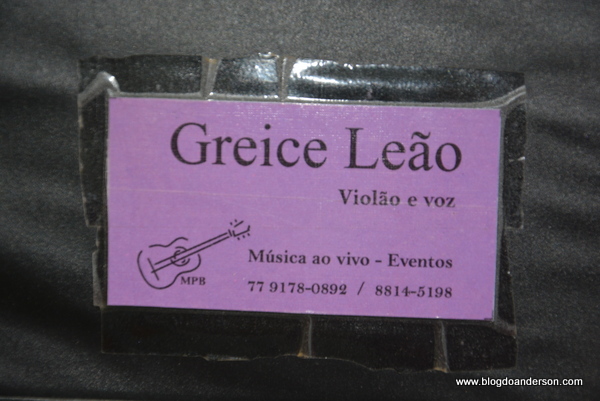 Greice Leão
Violão e voz
MPB
Música ao vivo - Eventos
77 9178-0892 / 8814-5198
www.blogdoanderson.com